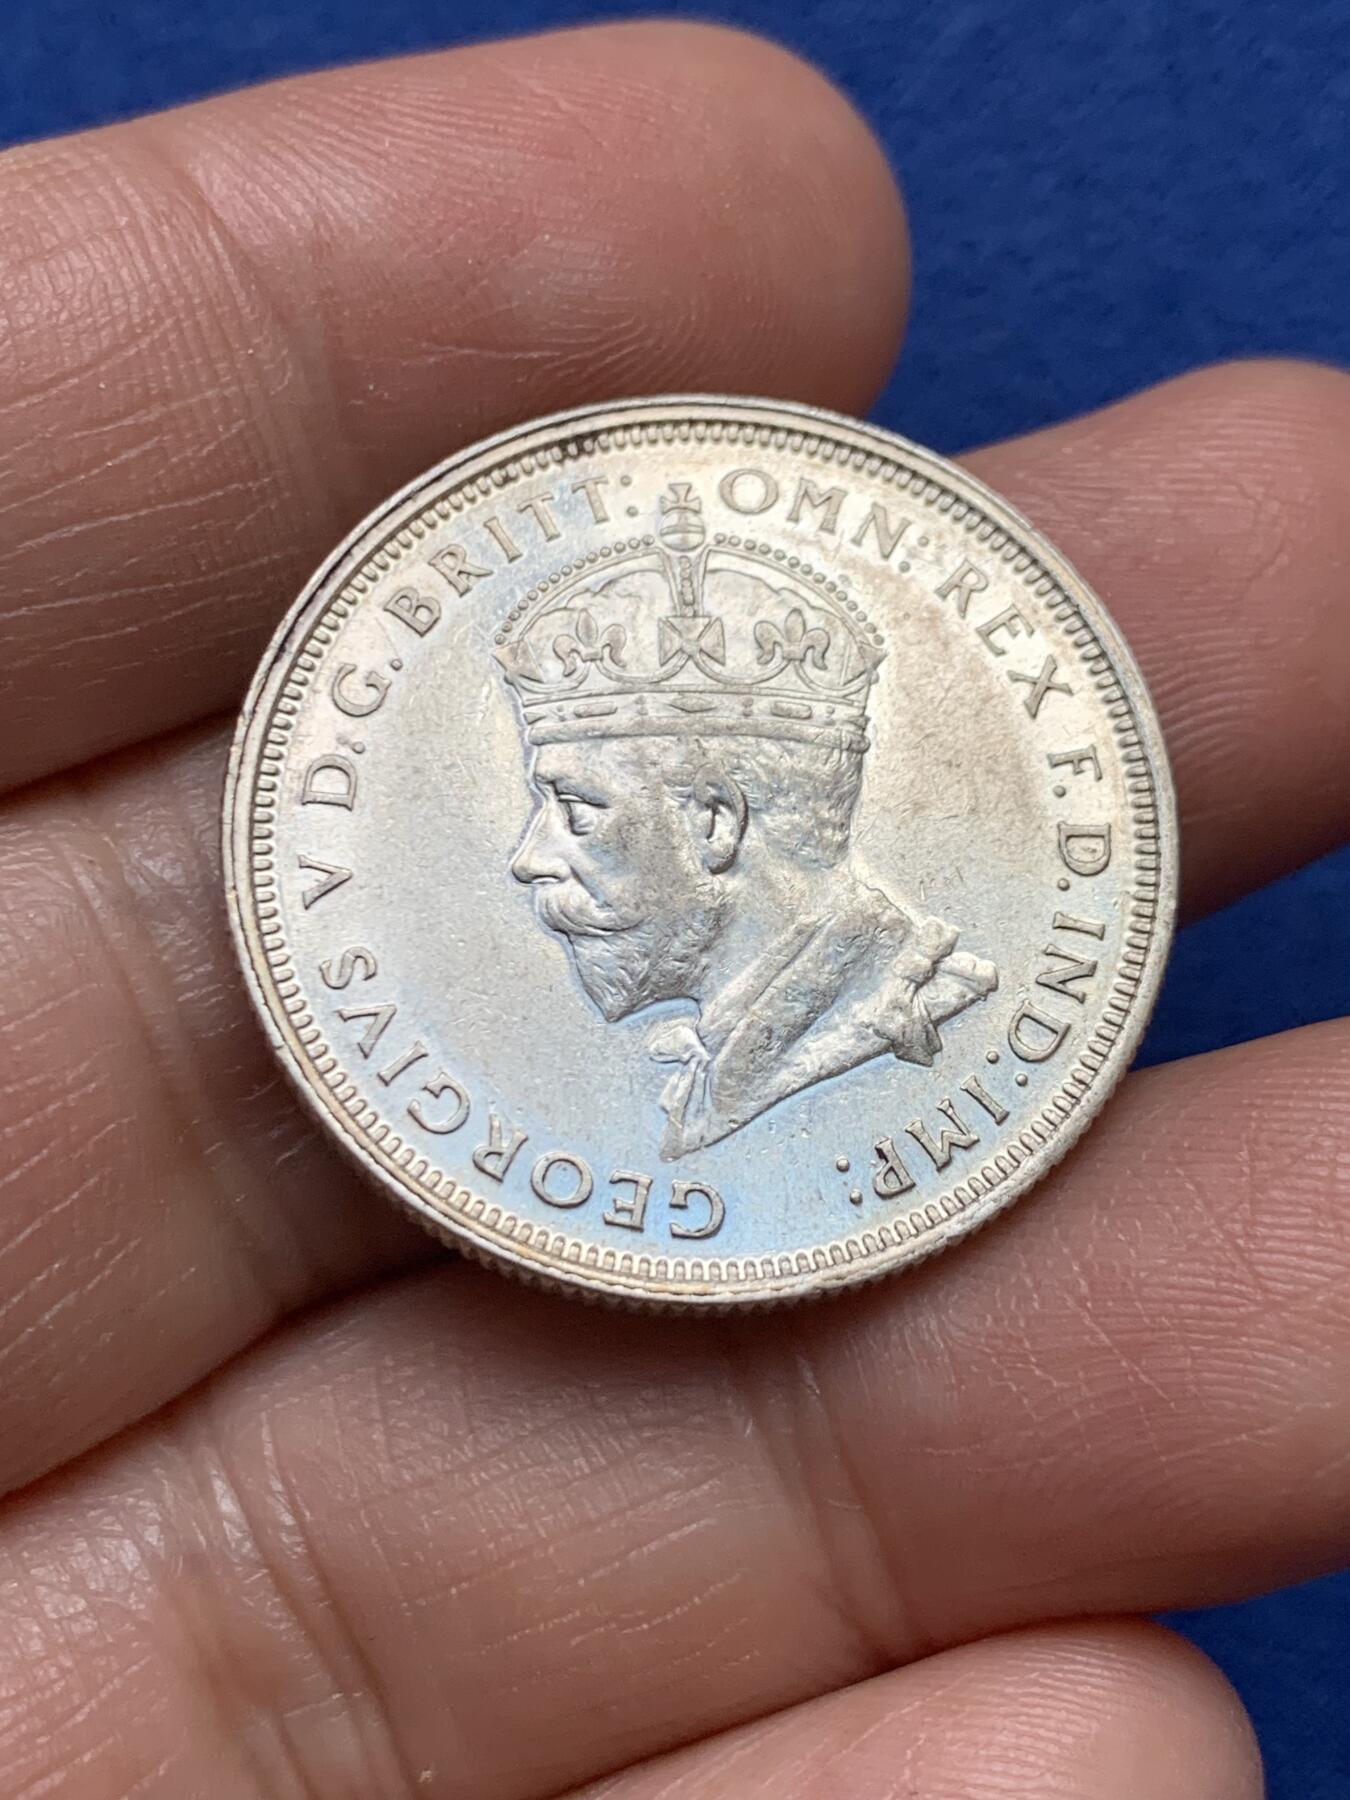 GEORGIVS V D.G. BRITT: OMN: REX F.D. IND: IMP: